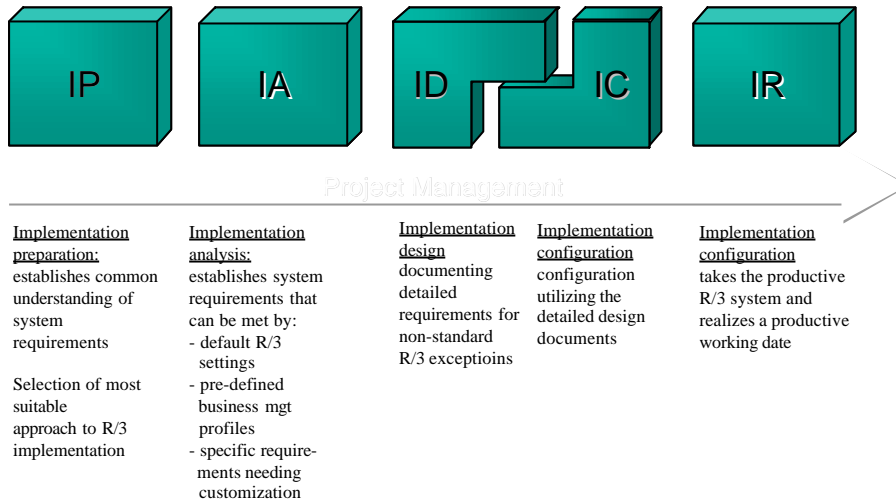 IP
IA
ID
IC
IR
Project Management
Implementation
preparation:
establishes common
understanding of
system
requirements
Selection of most
suitable
approach to R/3
implementation
Implementation
analysis:
establishes system
requirements that
can be met by:
- default R/3
settings
- pre-defined
business mgt
profiles
- specific require-
ments needing
customization
Implementation
design
documenting
detailed
requirements for
non-standard
R/3 exceptioins
Implementation
configuration
configuration
utilizing the
detailed design
documents
Implementation
configuration
takes the productive
R/3 system and
realizes a productive
working date